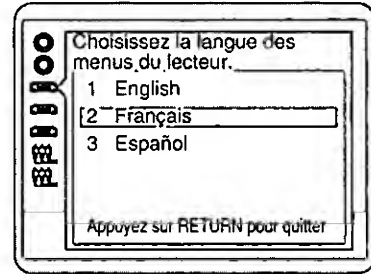 Choisissez la langue des
menus du lecteur.
1 English
2 Français
3 Español
Appuyez sur RETURN pour quitter